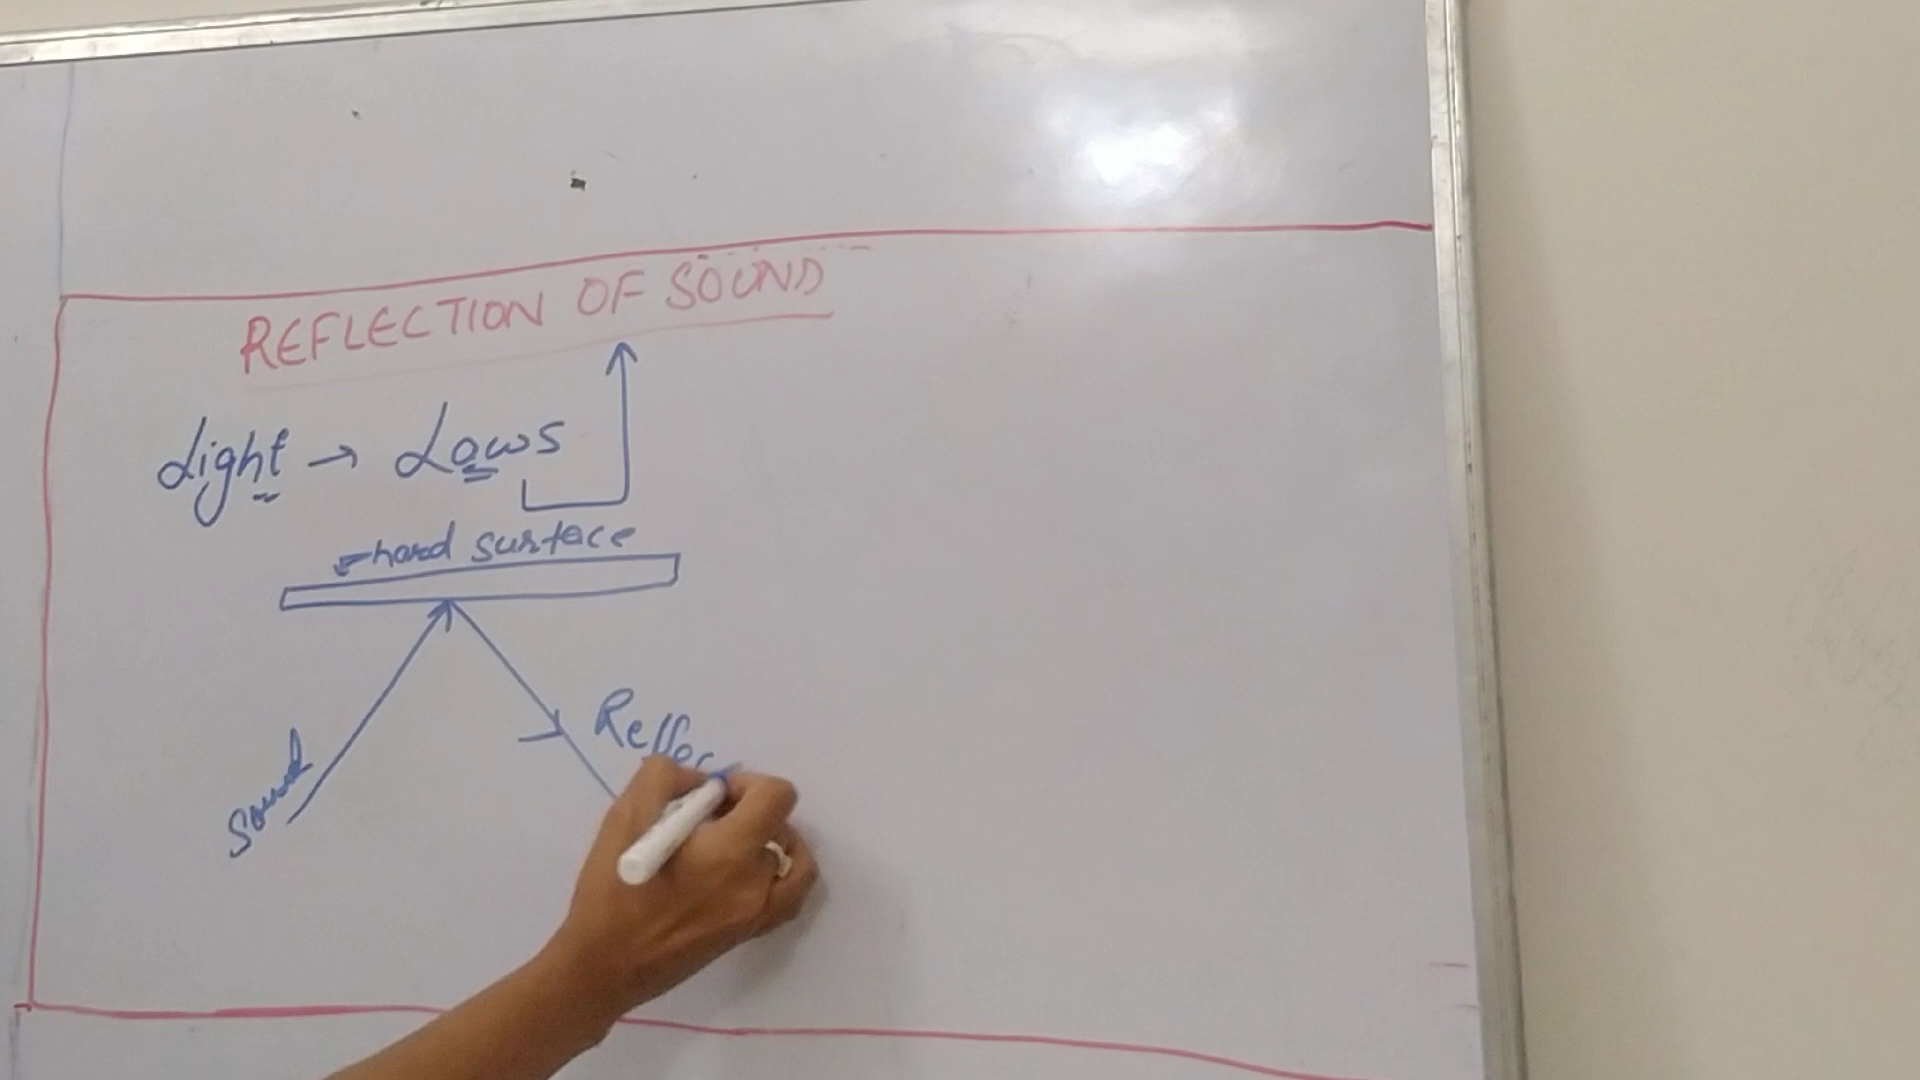 REFLECTION OF SOUND
Light → Laws
hard surface
Sound
Reflec